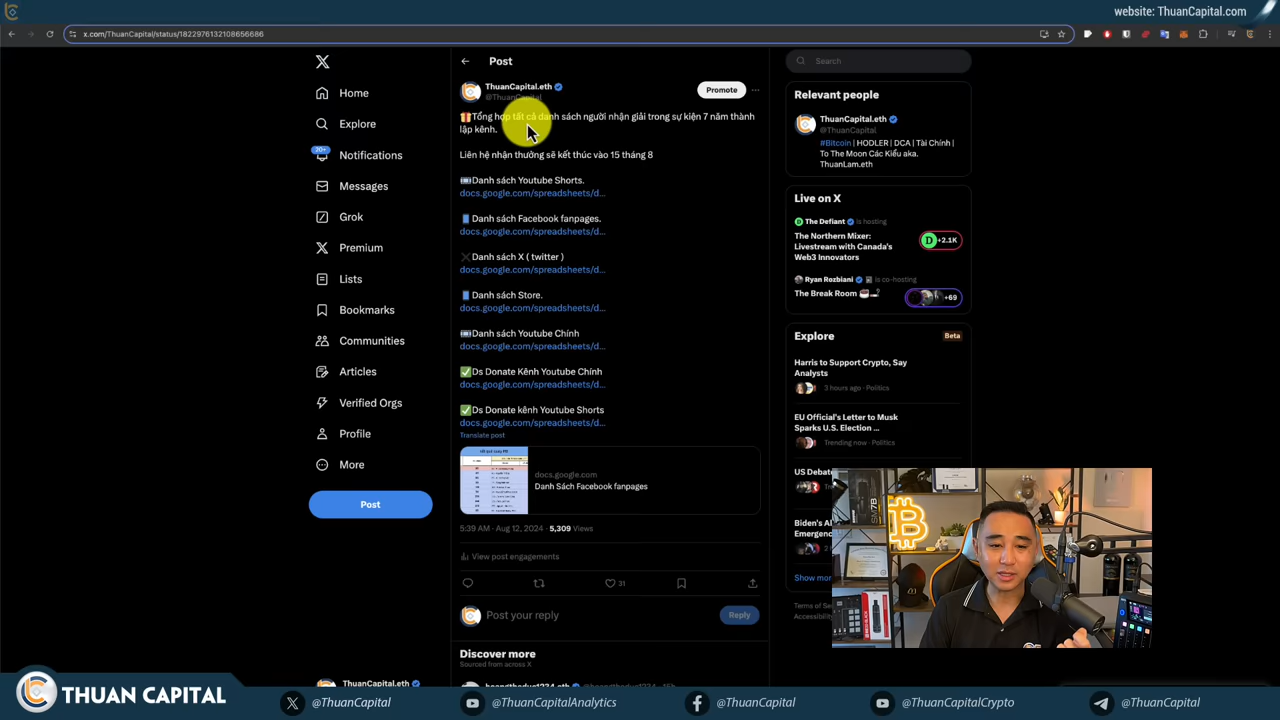 website: ThuanCapital.com
x.com/ThuanCapital/status/1822976132108656686
Home
Explore
20+
Notifications
Messages
Grok
Premium
Lists
Bookmarks
Communities
Articles
Verified Orgs
Profile
More
Post
ThuanCapital.eth
Post
ThuanCapital.eth
@ThuanCapital
Promote
Tổng hợp tất cả danh sách người nhận giải trong sự kiện 7 năm thành
lập kênh.
Liên hệ nhận thưởng sẽ kết thúc vào 15 tháng 8
Danh sách Youtube Shorts.
docs.google.com/spreadsheets/d...
Danh sách Facebook fanpages.
docs.google.com/spreadsheets/d...
Danh sách X ( twitter )
docs.google.com/spreadsheets/d...
Danh sách Store.
docs.google.com/spreadsheets/d...
Danh sách Youtube Chính
docs.google.com/spreadsheets/d...
Ds Donate Kênh Youtube Chính
docs.google.com/spreadsheets/d...
Ds Donate kênh Youtube Shorts
docs.google.com/spreadsheets/d...
Translate post
docs.google.com
Danh Sách Facebook fanpages
5:39 AM · Aug 12, 2024 · 5,309 Views
View post engagements
31
Post your reply
Reply
Discover more
Sourced from across X
Search
Relevant people
ThuanCapital.eth
@ThuanCapital
#Bitcoin | HODLER | DCA | Tài Chính |
To The Moon Các Kiểu aka.
ThuanLam.eth
Live on X
The Defiant is hosting
The Northern Mixer:
Livestream with Canada's
Web3 Innovators
+2.1K
Ryan Rozbiani is co-hosting
The Break Room
+69
Explore
Beta
Harris to Support Crypto, Say
Analysts
3 hours ago · Politics
EU Official's Letter to Musk
Sparks U.S. Election ...
Trending now · Politics
US Debat
Biden's AI
Emergence
Show mor
Terms of Se
Accessibility
SM7B
THUAN CAPITAL
@ThuanCapital
@ThuanCapitalAnalytics
@ThuanCapital
@ThuanCapitalCrypto
@ThuanCapital